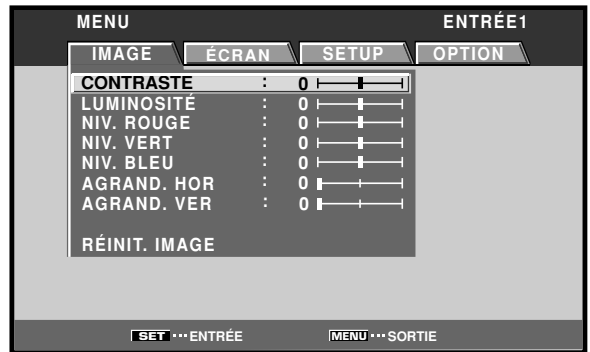 MENU ENTRÉE1
IMAGE ÉCRAN SETUP OPTION
CONTRASTE : 0
LUMINOSITÉ : 0
NIV. ROUGE : 0
NIV. VERT : 0
NIV. BLEU : 0
AGRAND. HOR : 0
AGRAND. VER : 0
RÉINIT. IMAGE
SET ··· ENTRÉE MENU ··· SORTIE